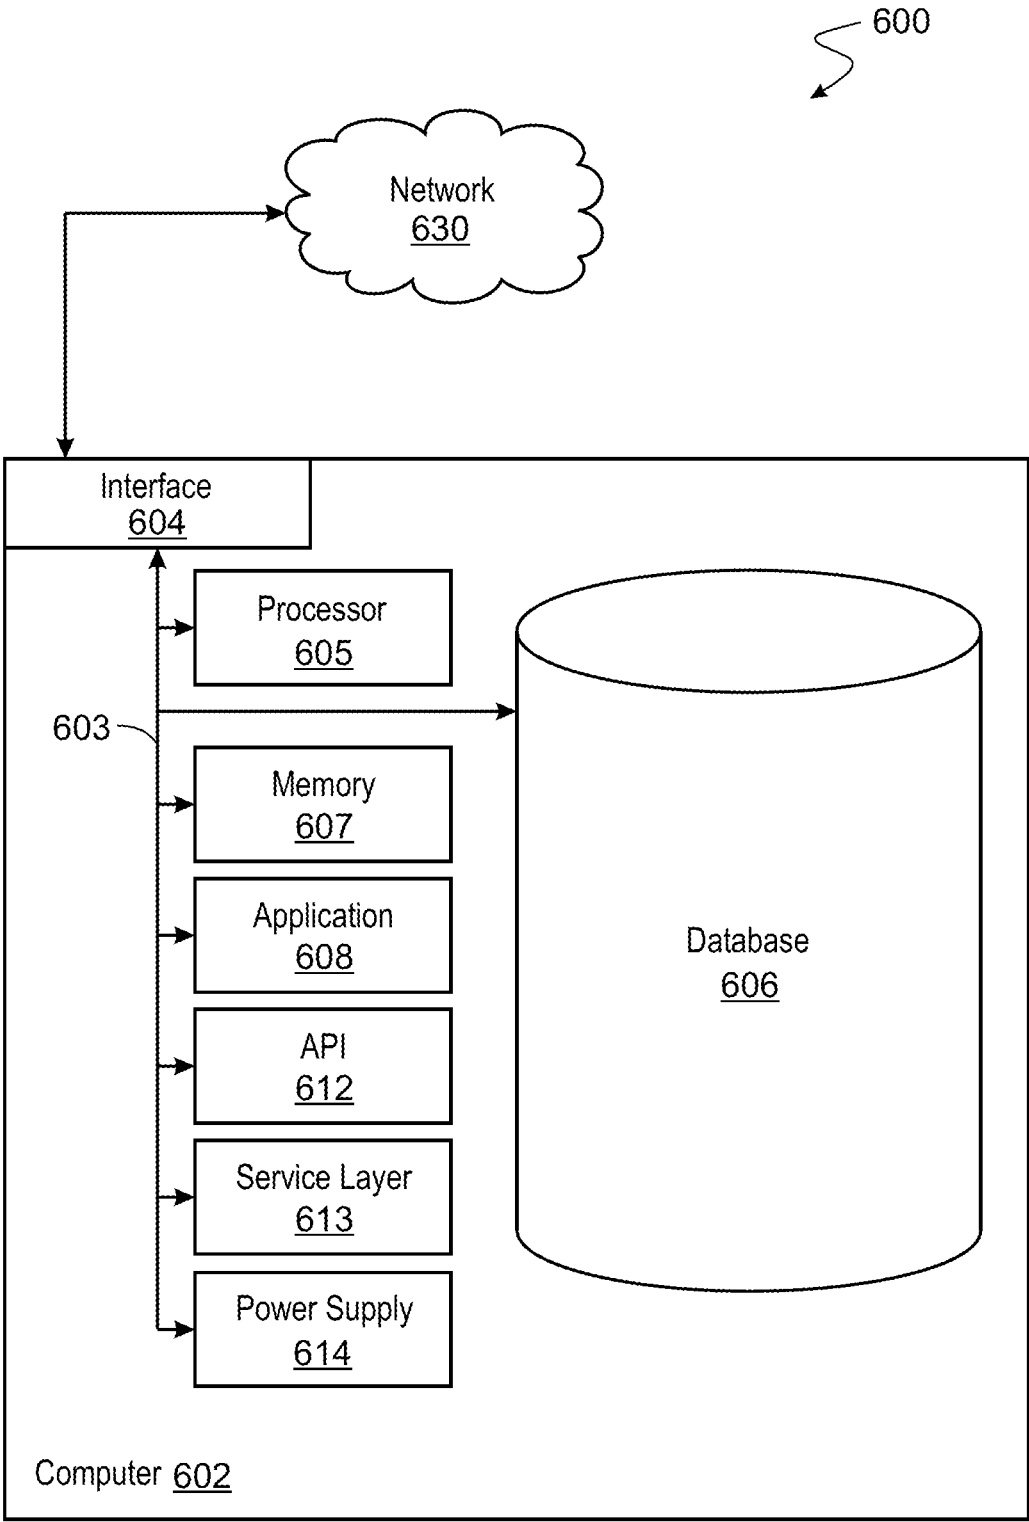 600
Network
630
Interface
604
Processor
605
603
Memory
607
Application
608
Database
606
API
612
Service Layer
613
Power Supply
614
Computer 602